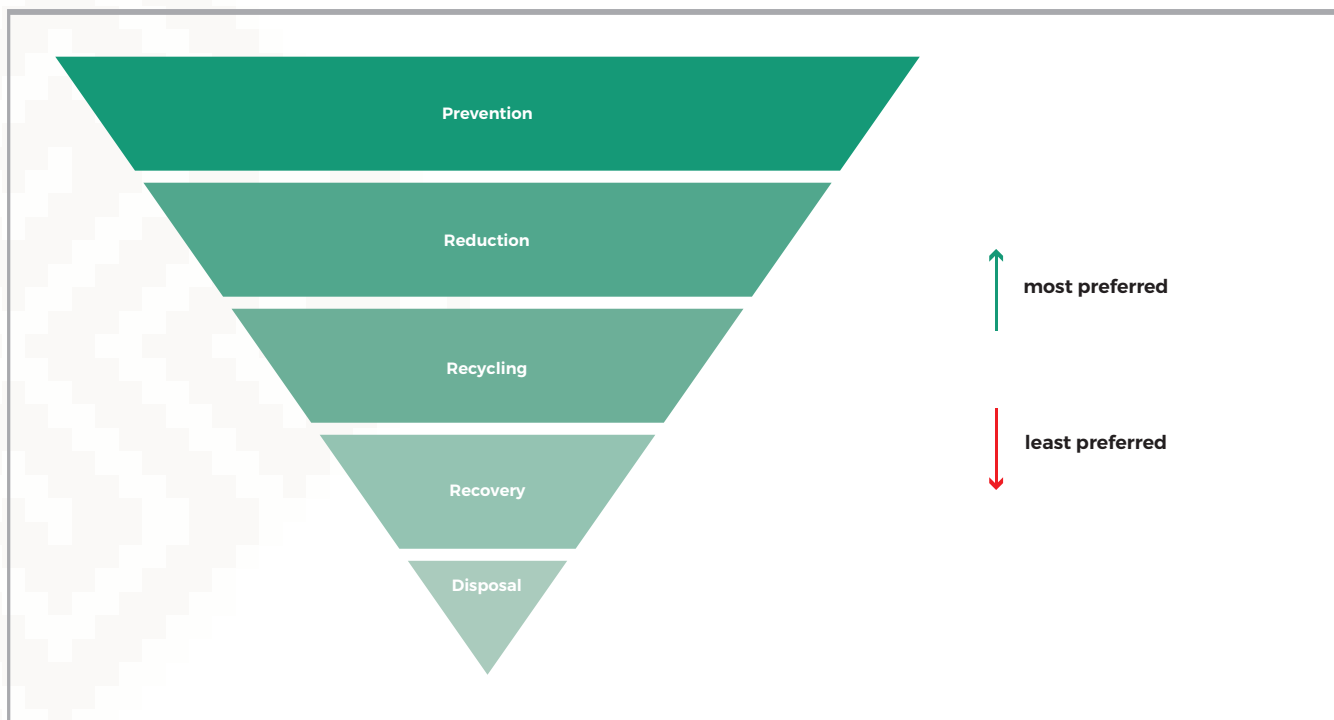 Prevention
Reduction
most preferred
Recycling
least preferred
Recovery
Disposal